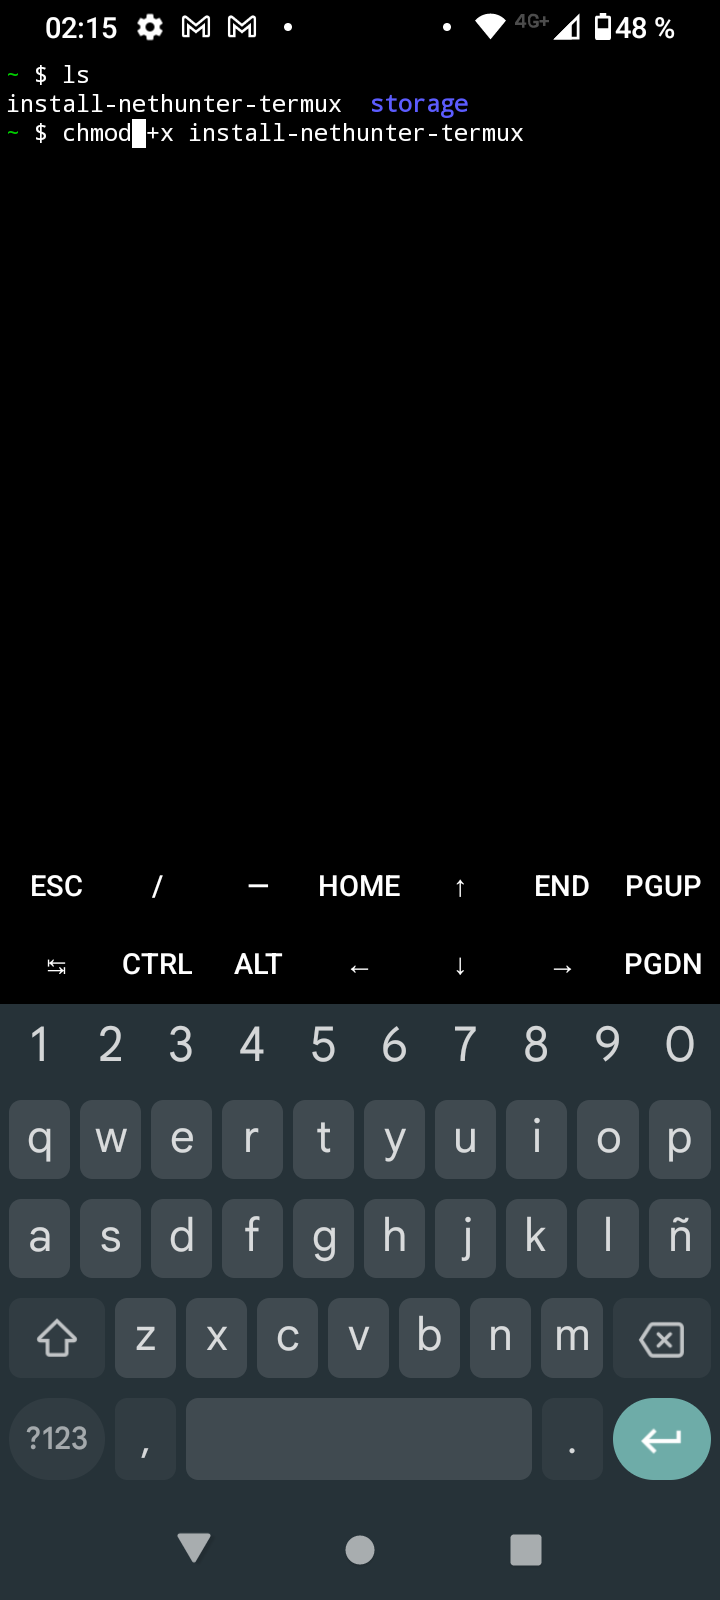 02:15 4G+ 48 %
~ $ ls
install-nethunter-termux storage
~ $ chmod +x install-nethunter-termux
ESC / — HOME ↑ END PGUP
↹ CTRL ALT ← ↓ → PGDN
1 2 3 4 5 6 7 8 9 0
q w e r t y u i o p
a s d f g h j k l ñ
z x c v b n m
?123 , .